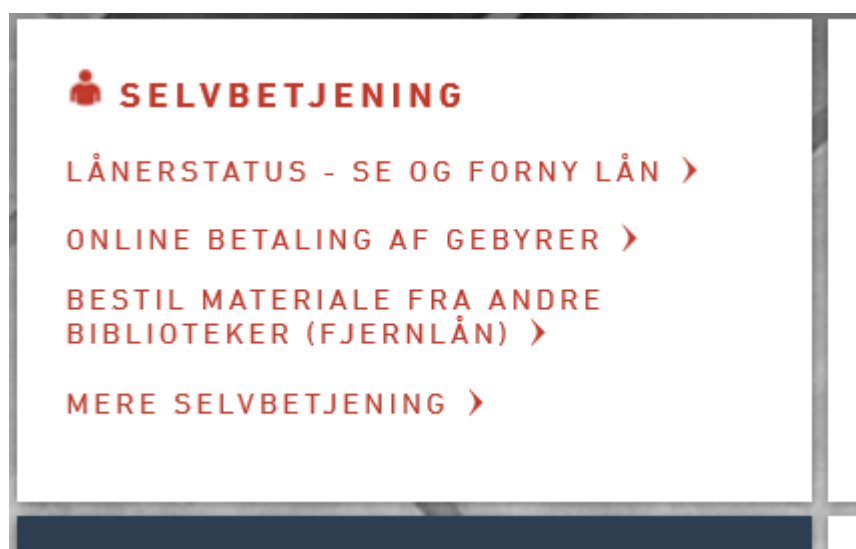 SELVBETJENING
LÅNERSTATUS - SE OG FORNY LÅN
ONLINE BETALING AF GEBYRER
BESTIL MATERIALE FRA ANDRE
BIBLIOTEKER (FJERNLÅN)
MERE SELVBETJENING